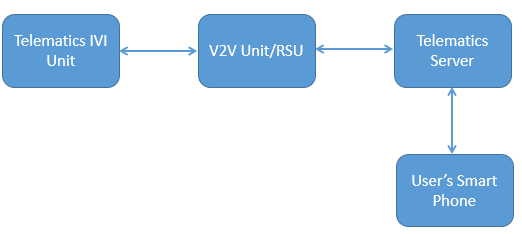 Telematics IVI
Unit
V2V Unit/RSU
Telematics
Server
User's Smart
Phone